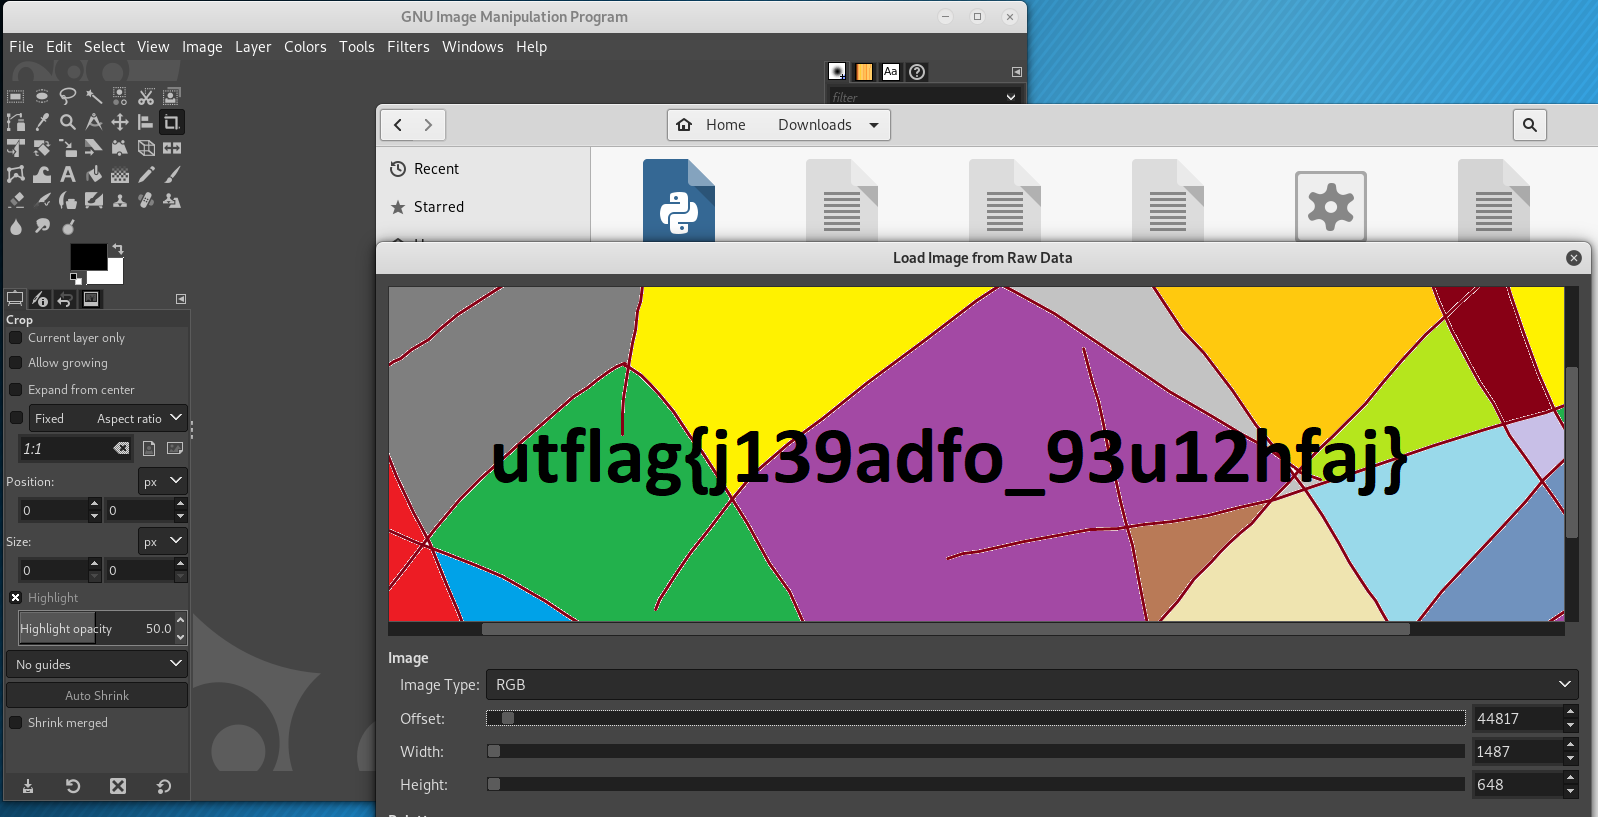 GNU Image Manipulation Program
File Edit Select View Image Layer Colors Tools Filters Windows Help
Aa
filter
Home Downloads
Recent
Starred
Load Image from Raw Data
utflag{j139adfo_93u12hfaj}
Crop
Current layer only
Allow growing
Expand from center
Fixed Aspect ratio
1:1
Position: px
0 0
Size: px
0 0
Highlight
Highlight opacity 50.0
No guides
Auto Shrink
Shrink merged
Image
Image Type: RGB
Offset: 44817
Width: 1487
Height: 648